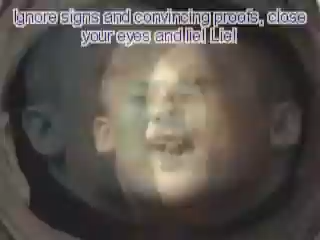 Ignore signs and convincing proofs, close
your eyes and lie! Lie!